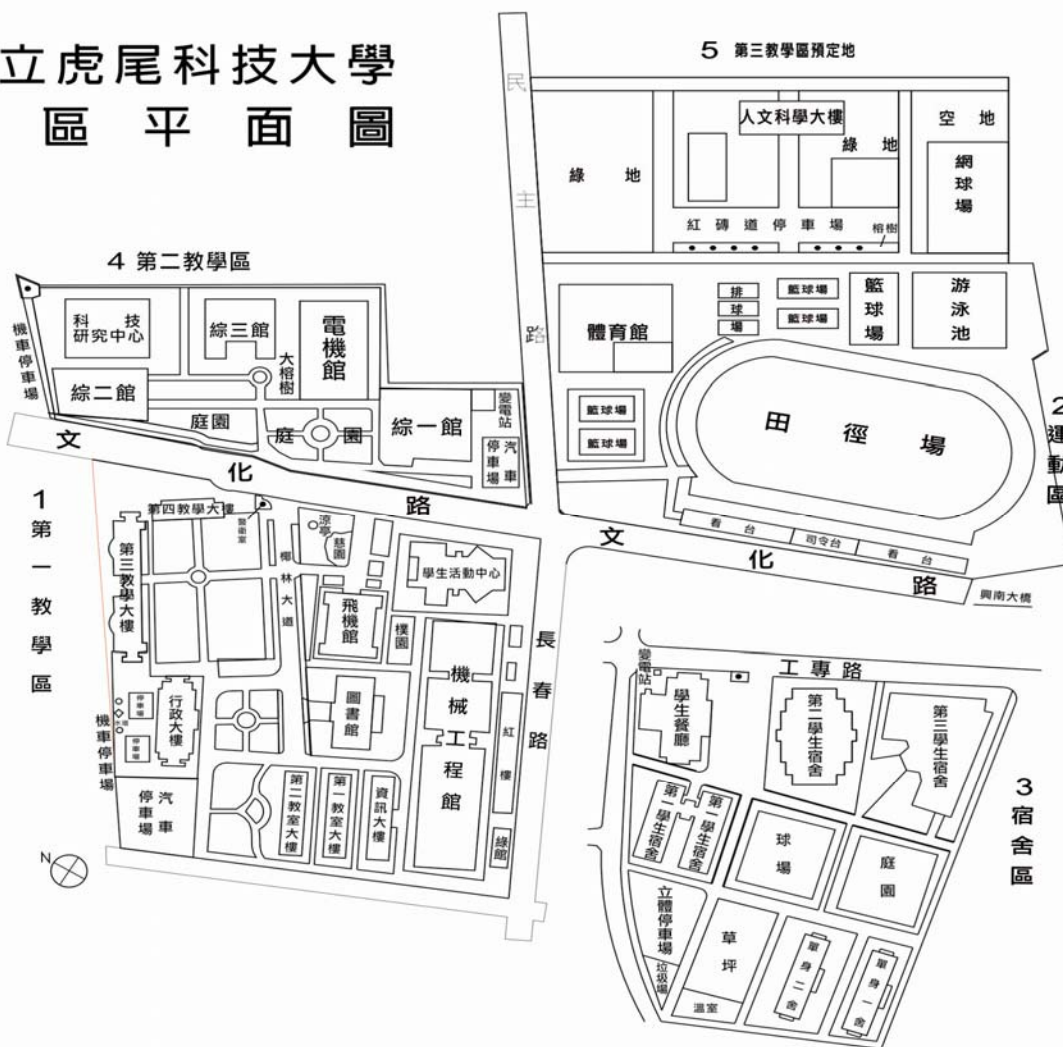 立虎尾科技大學
區平面圖
5 第三教學區預定地
民主路
人文科學大樓
綠地
綠地
空地
網球場
紅磚道停車場
榕樹
4 第二教學區
機車停車場
科技
研究中心
綜三館
電機館
大榕樹
綜二館
庭園
庭園
綜一館
變電站
汽車
停車場
體育館
排球場
籃球場
籃球場
籃球場
游泳池
籃球場
籃球場
田徑場
2 運動區
看台
司令台
看台
文化路
文化路
興南大橋
1 第一教學區
第四教學大樓
警衛室
第三教學大樓
椰林大道
涼亭
慈園
學生活動中心
飛機館
樸園
圖書館
機械工程館
紅樓
綠館
長春路
停車場
停車場
水塔
行政大樓
機車停車場
汽車
停車場
第二教室大樓
第一教室大樓
資訊大樓
N
工專路
變電站
學生餐廳
第二學生宿舍
第三學生宿舍
3 宿舍區
第一學生宿舍
第一學生宿舍
球場
庭園
立體停車場
垃圾場
草坪
溫室
單身二舍
單身一舍